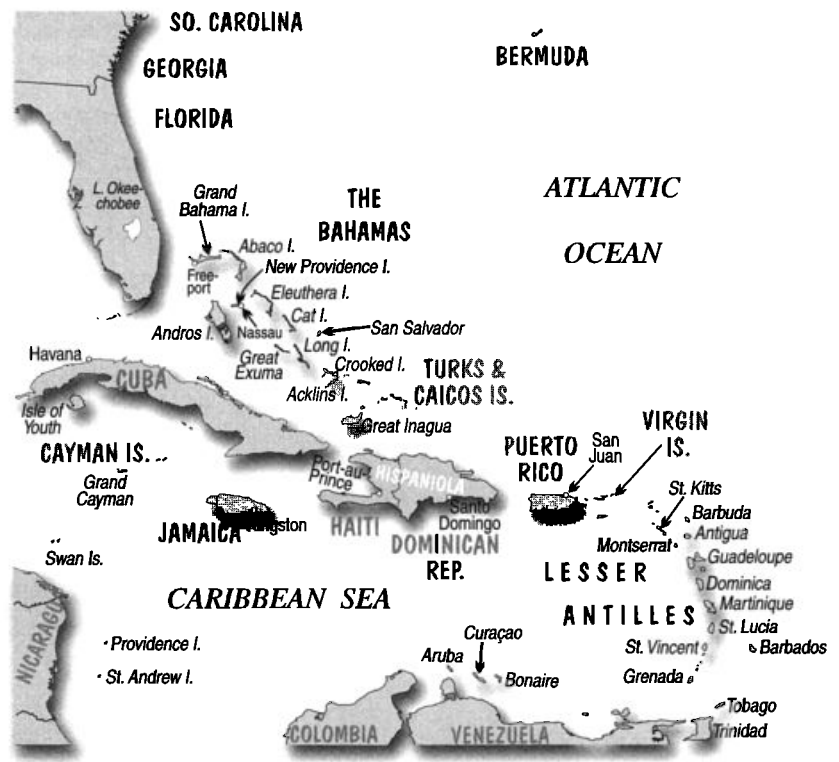 SO. CAROLINA
BERMUDA
GEORGIA
FLORIDA
ATLANTIC
OCEAN
L. Okee-
chobee
Grand
Bahama I.
THE
BAHAMAS
Abaco I.
New Providence I.
Free-
port
Eleuthera I.
Cat I.
San Salvador
Andros I.
Nassau
Long I.
Great
Exuma
Crooked I.
Acklins I.
TURKS &
CAICOS IS.
Great Inagua
Havana
CUBA
Isle of
Youth
CAYMAN IS.
Grand
Cayman
Port-au-
Prince
HISPANIOLA
Santo
Domingo
HAITI
DOMINICAN
REP.
PUERTO
RICO
San
Juan
VIRGIN
IS.
St. Kitts
Barbuda
Antigua
Montserrat
Guadeloupe
JAMAICA
Kingston
Swan Is.
LESSER
ANTILLES
Dominica
Martinique
St. Lucia
St. Vincent
Barbados
Grenada
CARIBBEAN SEA
NICARAGUA
Providence I.
St. Andrew I.
Aruba
Curaçao
Bonaire
Tobago
Trinidad
COLOMBIA
VENEZUELA